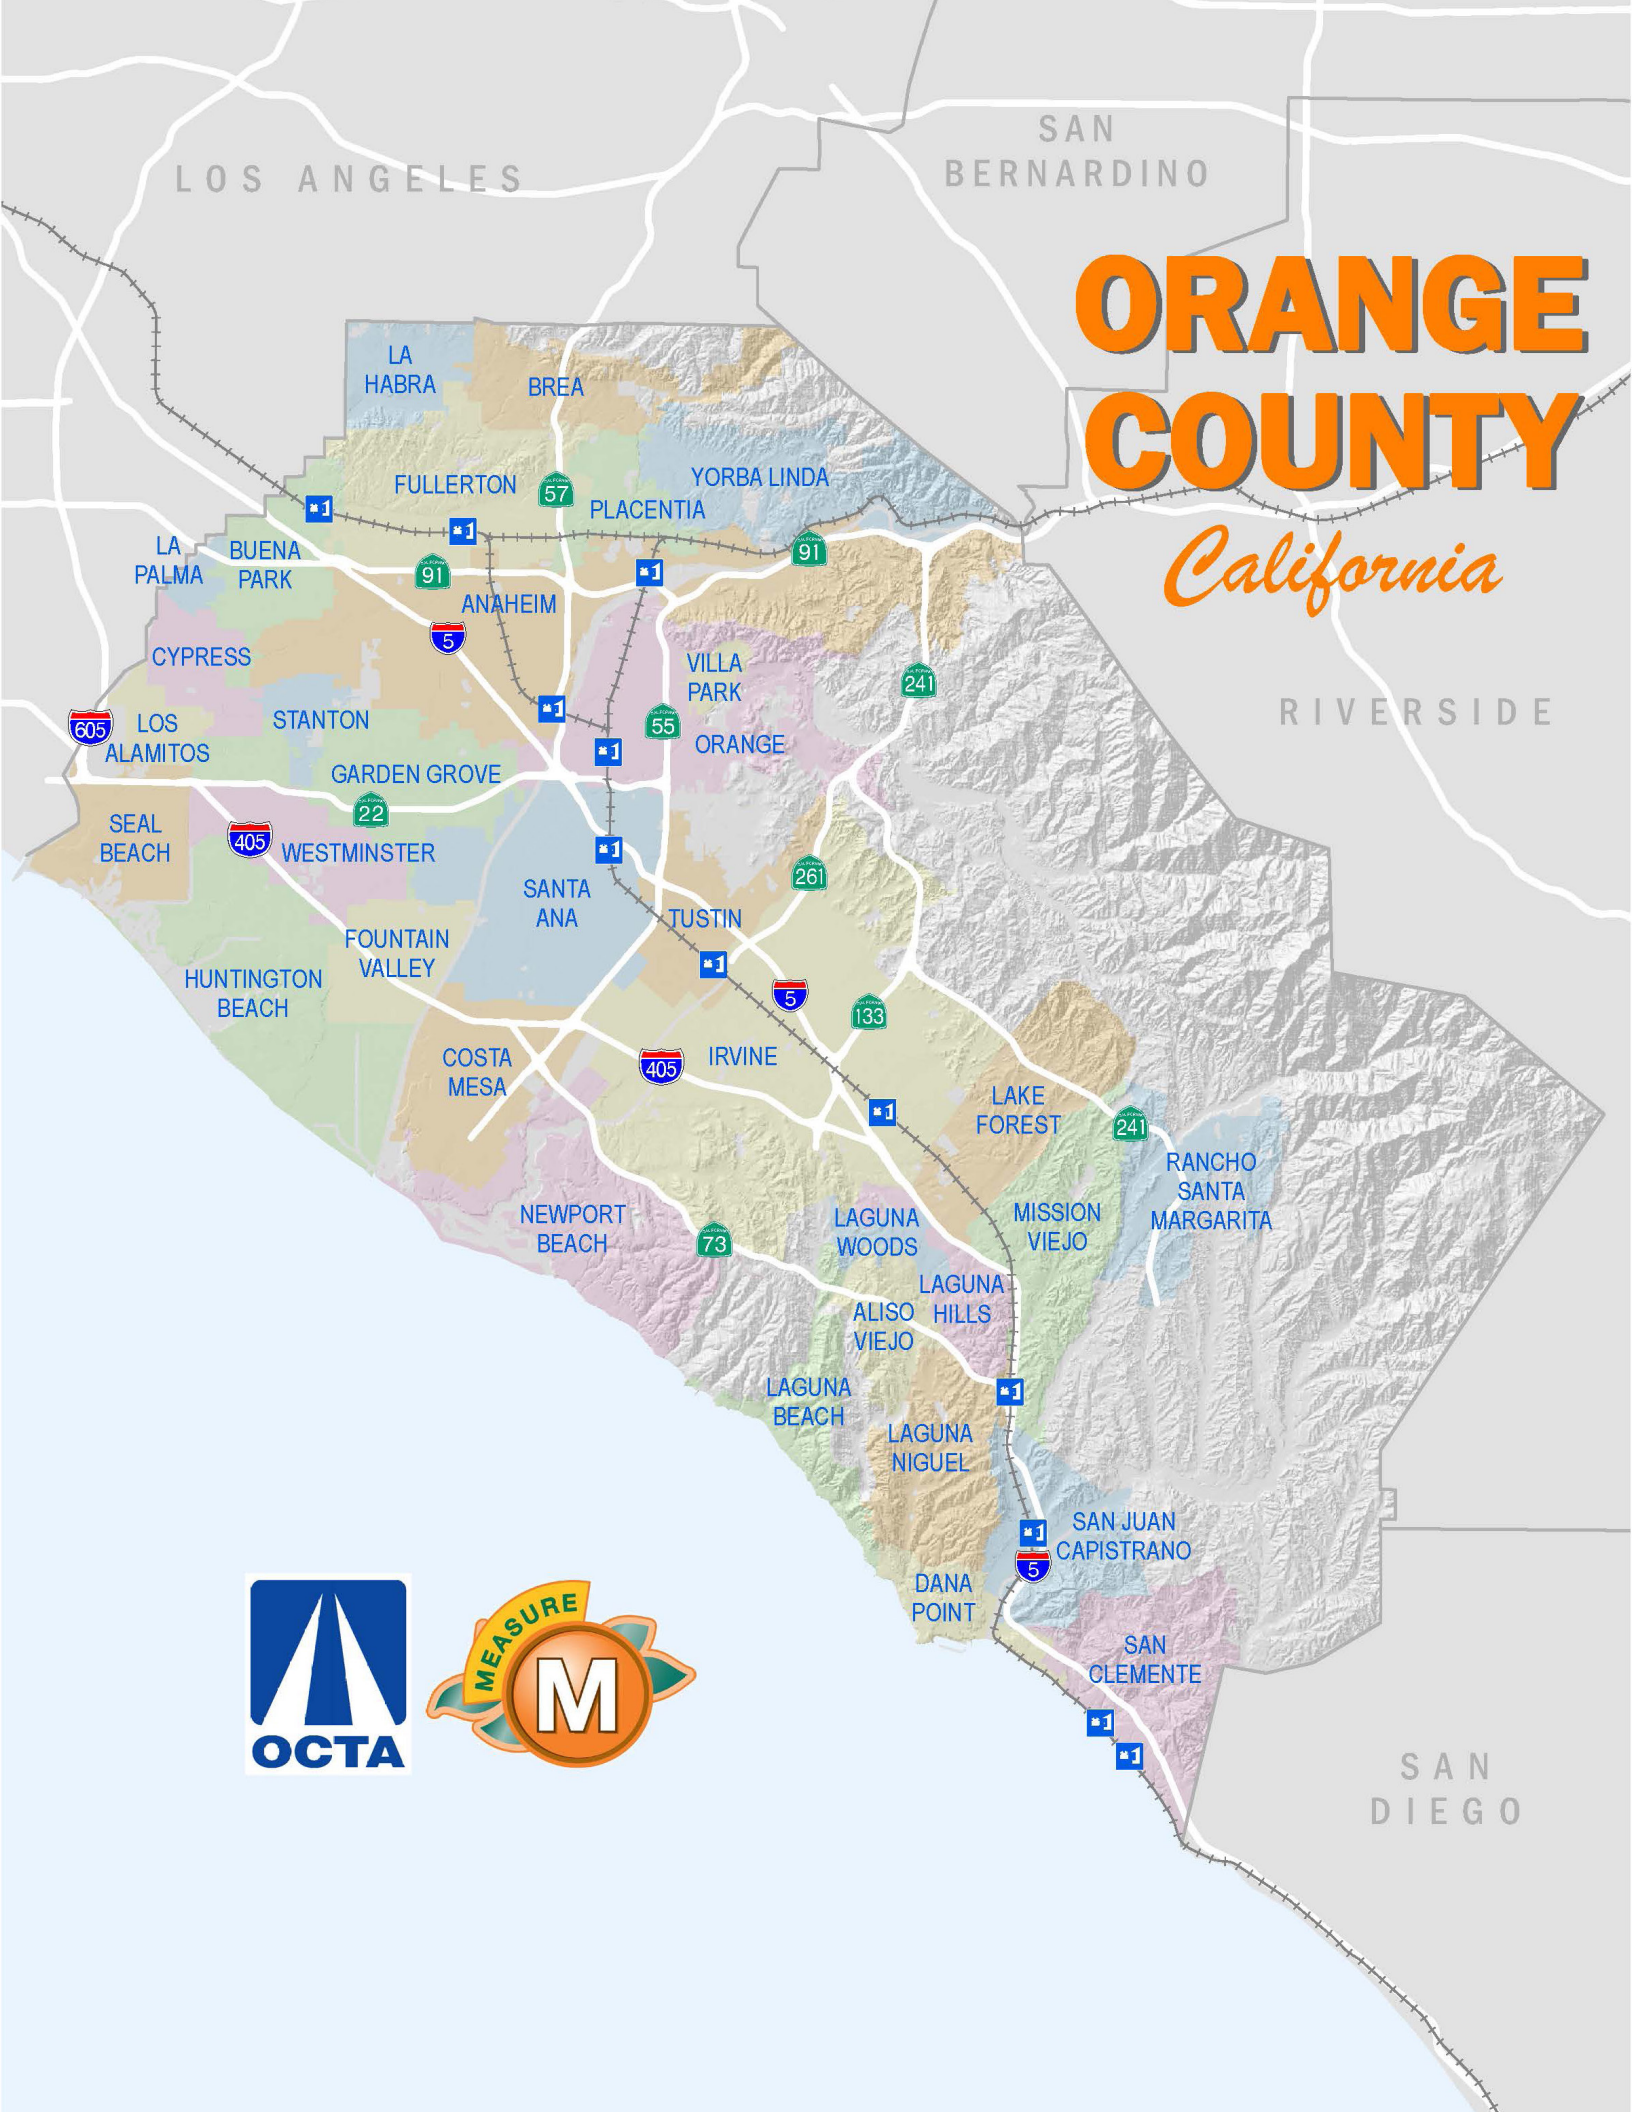 LOS ANGELES
SAN
BERNARDINO
ORANGE
COUNTY
California
RIVERSIDE
SAN
DIEGO
LA
HABRA
BREA
FULLERTON
57
PLACENTIA
YORBA LINDA
LA
PALMA
BUENA
PARK
91
91
ANAHEIM
5
CYPRESS
VILLA
PARK
241
605
LOS
ALAMITOS
STANTON
55
ORANGE
GARDEN GROVE
22
SEAL
BEACH
405
WESTMINSTER
261
SANTA
ANA
TUSTIN
FOUNTAIN
VALLEY
HUNTINGTON
BEACH
5
133
COSTA
MESA
405
IRVINE
LAKE
FOREST
241
RANCHO
SANTA
MARGARITA
NEWPORT
BEACH
73
LAGUNA
WOODS
MISSION
VIEJO
LAGUNA
HILLS
ALISO
VIEJO
LAGUNA
BEACH
LAGUNA
NIGUEL
SAN JUAN
CAPISTRANO
5
DANA
POINT
SAN
CLEMENTE
OCTA
MEASURE
M